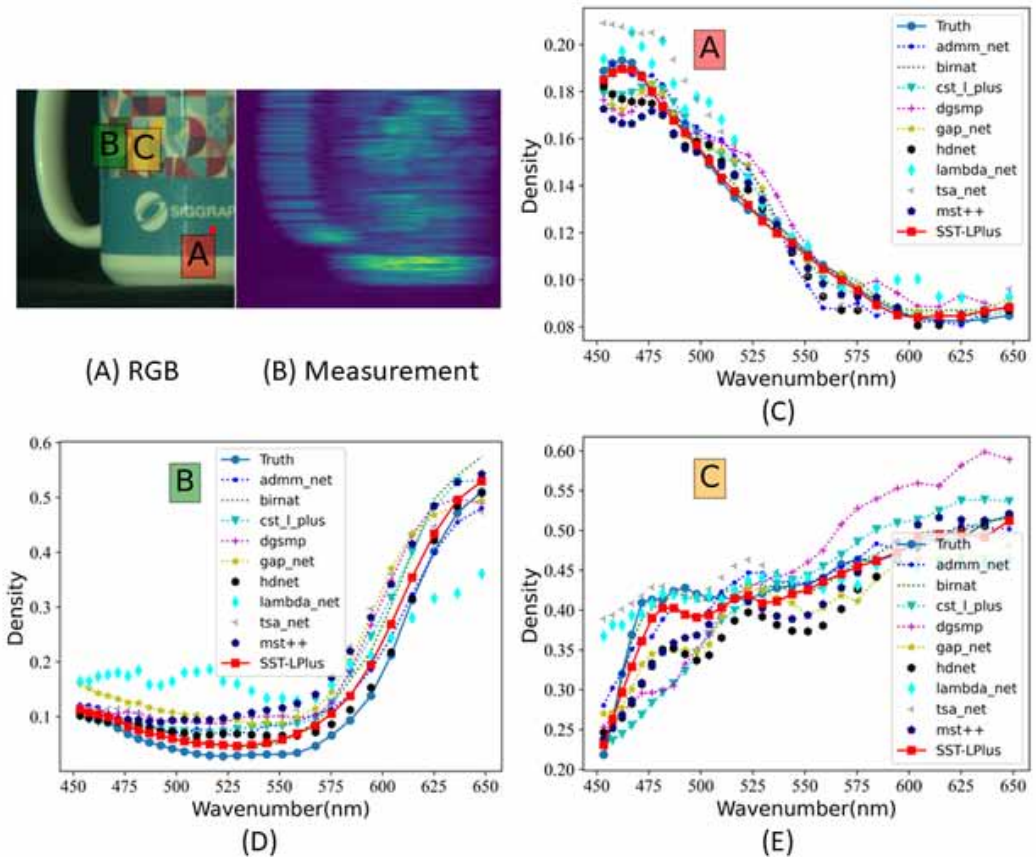 B C
SIGGRAP
A
(A) RGB
(B) Measurement
A
Density
0.20
0.18
0.16
0.14
0.12
0.10
0.08
Truth
admm_net
birnat
cst_l_plus
dgsmp
gap_net
hdnet
lambda_net
tsa_net
mst++
SST-LPlus
450 475 500 525 550 575 600 625 650
Wavenumber(nm)
(C)
B
Density
0.6
0.5
0.4
0.3
0.2
0.1
Truth
admm_net
birnat
cst_l_plus
dgsmp
gap_net
hdnet
lambda_net
tsa_net
mst++
SST-LPlus
450 475 500 525 550 575 600 625 650
Wavenumber(nm)
(D)
C
Density
0.60
0.55
0.50
0.45
0.40
0.35
0.30
0.25
0.20
Truth
admm_net
birnat
cst_l_plus
dgsmp
gap_net
hdnet
lambda_net
tsa_net
mst++
SST-LPlus
450 475 500 525 550 575 600 625 650
Wavenumber(nm)
(E)